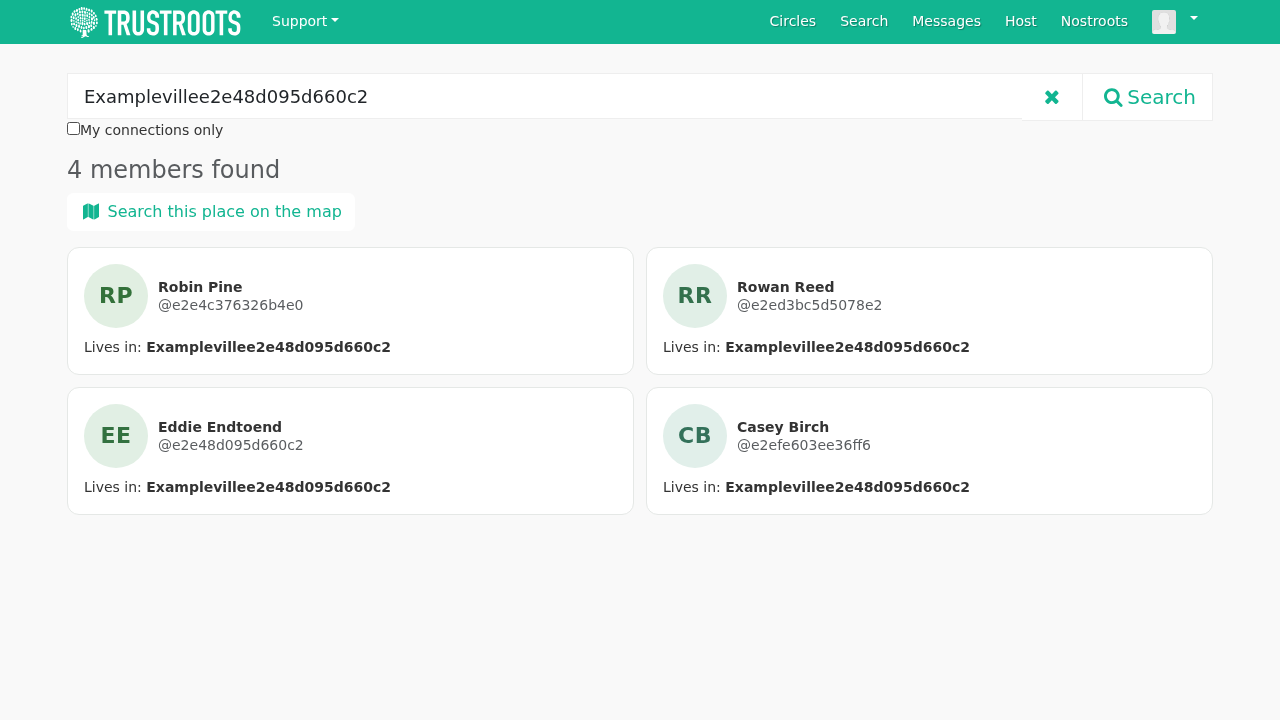 TRUSTROOTS
Support
Circles
Search
Messages
Host
Nostroots
Examplevillee2e48d095d660c2
Search
My connections only
4 members found
Search this place on the map
RP
Robin Pine
@e2e4c376326b4e0
Lives in: Examplevillee2e48d095d660c2
RR
Rowan Reed
@e2ed3bc5d5078e2
Lives in: Examplevillee2e48d095d660c2
EE
Eddie Endtoend
@e2e48d095d660c2
Lives in: Examplevillee2e48d095d660c2
CB
Casey Birch
@e2efe603ee36ff6
Lives in: Examplevillee2e48d095d660c2